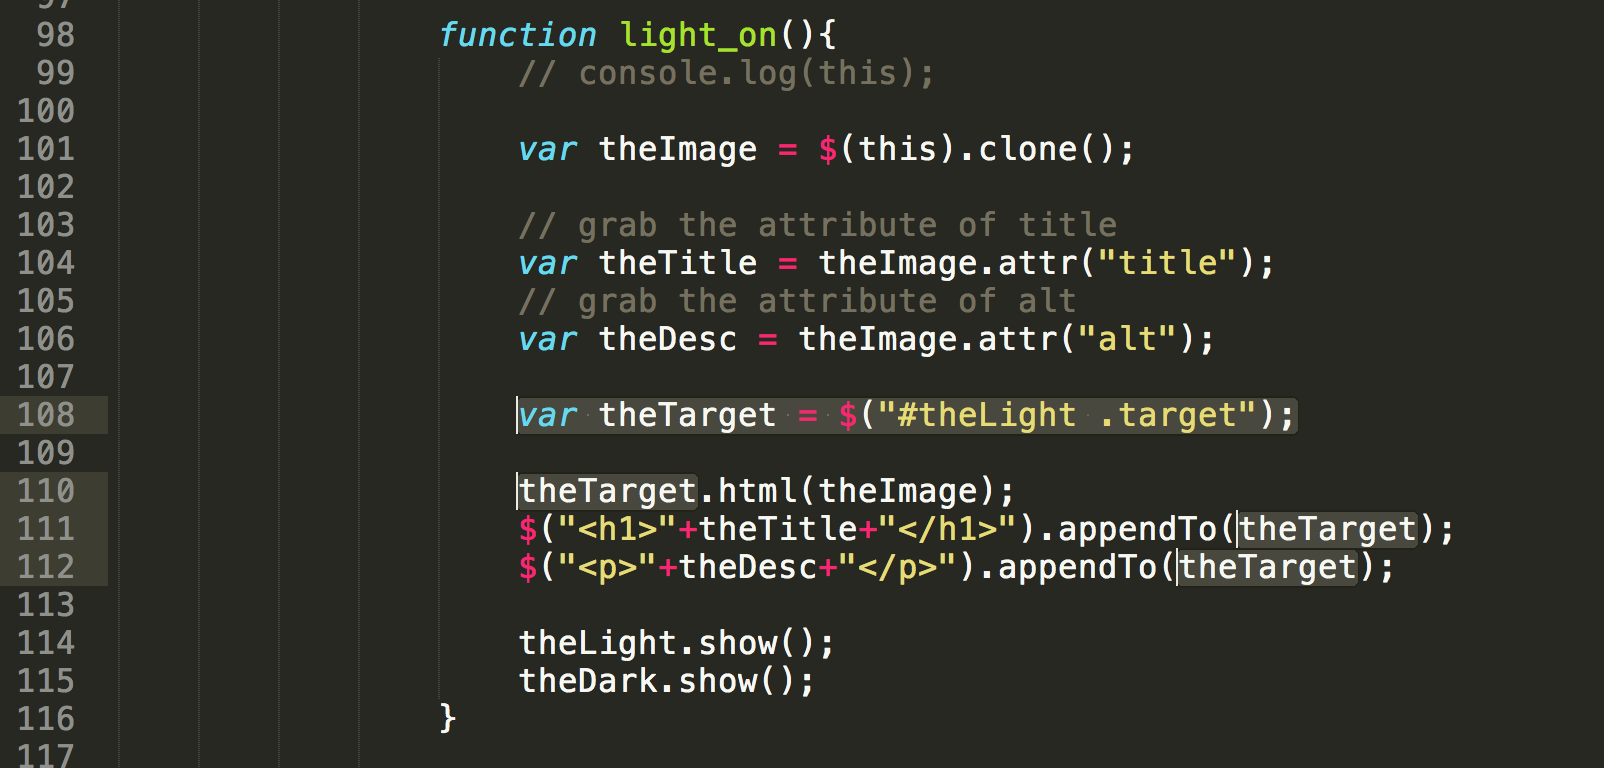 97
98 function light_on(){
99 // console.log(this);
100
101 var theImage = $(this).clone();
102
103 // grab the attribute of title
104 var theTitle = theImage.attr("title");
105 // grab the attribute of alt
106 var theDesc = theImage.attr("alt");
107
108 var theTarget = $("#theLight .target");
109
110 theTarget.html(theImage);
111 $("<h1>"+theTitle+"</h1>").appendTo(theTarget);
112 $("<p>"+theDesc+"</p>").appendTo(theTarget);
113
114 theLight.show();
115 theDark.show();
116 }
117